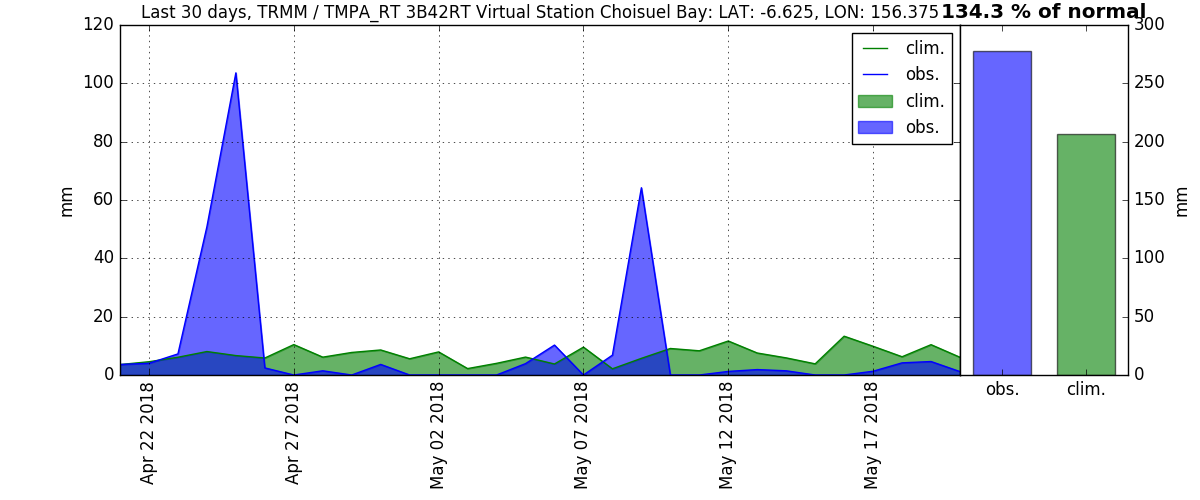 Last 30 days, TRMM / TMPA_RT 3B42RT Virtual Station Choisuel Bay: LAT: -6.625, LON: 156.375
134.3 % of normal
clim.
obs.
clim.
obs.
mm
120
100
80
60
40
20
0
Apr 22 2018
Apr 27 2018
May 02 2018
May 07 2018
May 12 2018
May 17 2018
300
250
200
150
100
50
0
mm
obs.
clim.